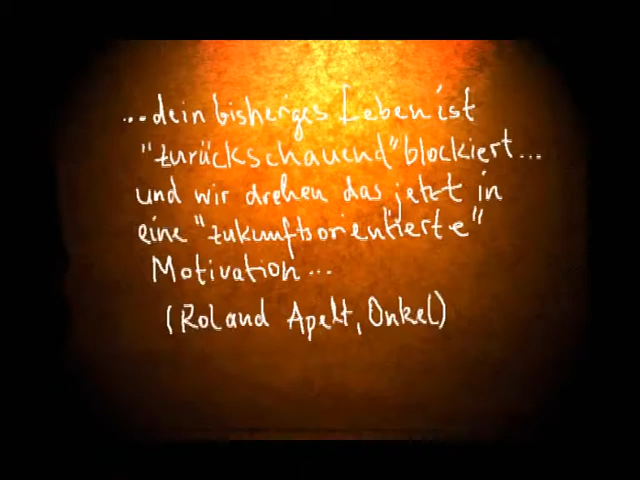 ...dein bisheriges Leben ist
"zurückschauend" blockiert...
und wir drehen das jetzt in
eine "zukunftsorientierte"
Motivation...
(Roland Apelt, Onkel)